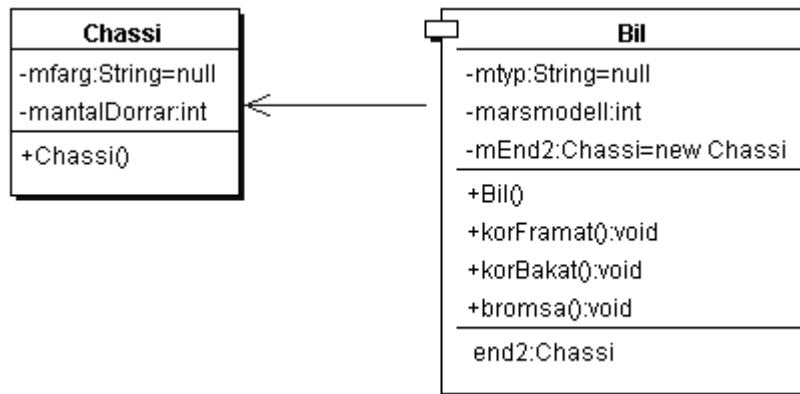 Chassi
-mfarg:String=null
-mantalDorrar:int
+Chassi()
Bil
-mtyp:String=null
-marsmodell:int
-mEnd2:Chassi=new Chassi
+Bil()
+korFramat():void
+korBakat():void
+bromsa():void
end2:Chassi